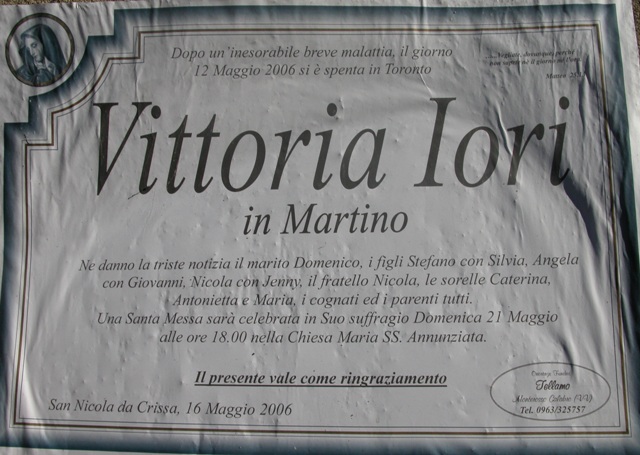 Dopo un'inesorabile breve malattia, il giorno
12 Maggio 2006 si è spenta in Toronto
Vittoria Iori
in Martino
Ne danno la triste notizia il marito Domenico, i figli Stefano con Silvia, Angela
con Giovanni, Nicola con Jenny, il fratello Nicola, le sorelle Caterina,
Antonietta e Maria, i cognati ed i parenti tutti.
Una Santa Messa sarà celebrata in Suo suffragio Domenica 21 Maggio
alle ore 18.00 nella Chiesa Maria SS. Annunziata.
Il presente vale come ringraziamento
San Nicola da Crissa, 16 Maggio 2006
Tellamo
(VV)
Tel. 0963/325757